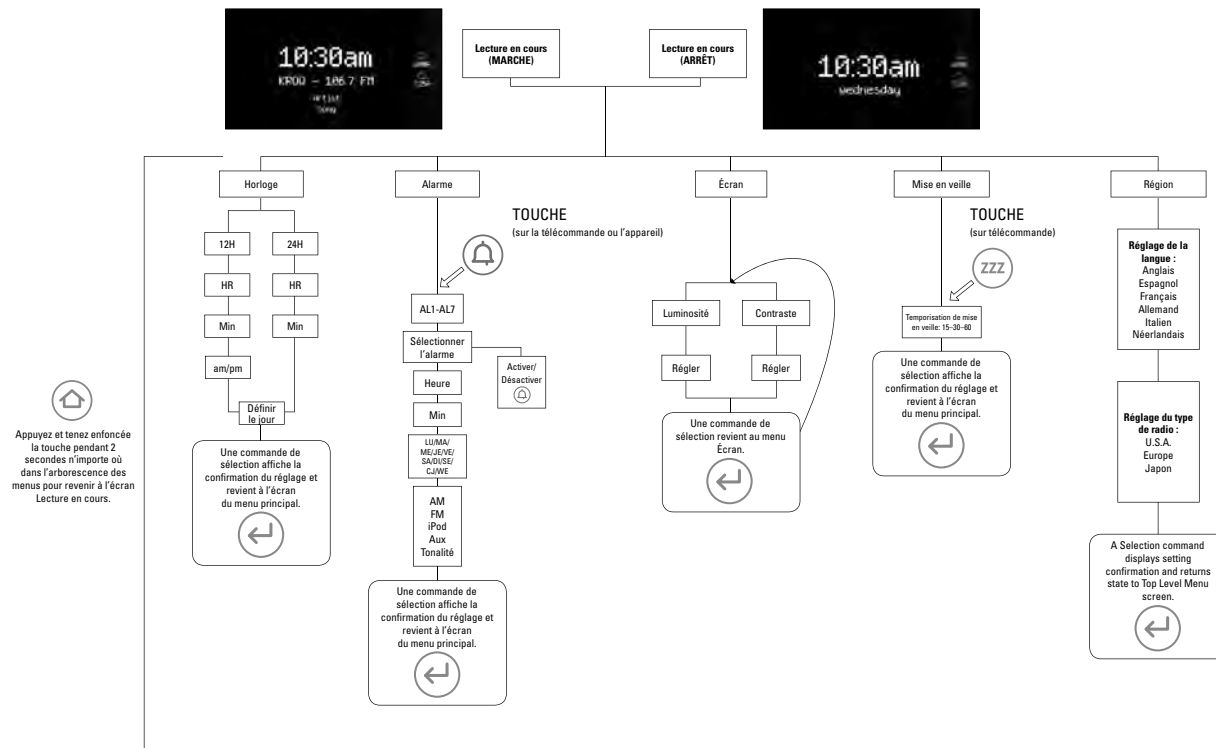 10:30am
KROQ – 106.7 FM
Artist
Song
Lecture en cours
(MARCHE)
Lecture en cours
(ARRÊT)
10:30am
wednesday
Horloge
Alarme
Écran
Mise en veille
Région
12H
24H
HR
HR
Min
Min
am/pm
Définir
le jour
Une commande de
sélection affiche la
confirmation du réglage et
revient à l'écran
du menu principal.
TOUCHE
(sur la télécommande ou l'appareil)
AL1-AL7
Sélectionner
l'alarme
Activer/
Désactiver
Heure
Min
LU/MA/
ME/JE/VE/
SA/DI/SE/
CJ/WE
AM
FM
iPod
Aux
Tonalité
Une commande de
sélection affiche la
confirmation du réglage et
revient à l'écran
du menu principal.
Luminosité
Contraste
Régler
Régler
Une commande de
sélection revient au menu
Écran.
TOUCHE
(sur télécommande)
ZZZ
Temporisation de mise
en veille: 15-30-60
Une commande de
sélection affiche la
confirmation du réglage et
revient à l'écran
du menu principal.
Réglage de la
langue :
Anglais
Espagnol
Français
Allemand
Italien
Néerlandais
Réglage du type
de radio :
U.S.A.
Europe
Japon
A Selection command
displays setting
confirmation and returns
state to Top Level Menu
screen.
Appuyez et tenez enfoncée
la touche pendant 2
secondes n'importe où
dans l'arborescence des
menus pour revenir à l'écran
Lecture en cours.